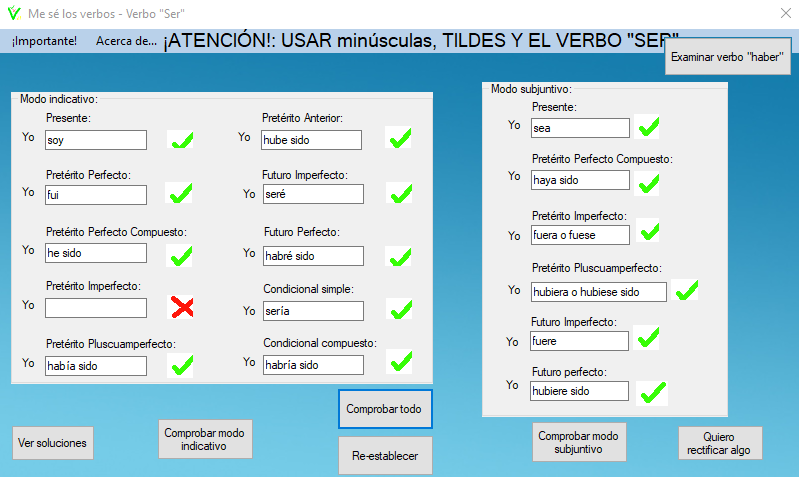 Me sé los verbos - Verbo "Ser"
¡Importante! Acerca de... ¡ATENCIÓN!: USAR minúsculas, TILDES Y EL VERBO "SER"
Examinar verbo "haber"
Modo indicativo:
Presente:
Yo soy
Pretérito Perfecto:
Yo fui
Pretérito Perfecto Compuesto:
Yo he sido
Pretérito Imperfecto:
Yo
Pretérito Pluscuamperfecto:
Yo había sido
Pretérito Anterior:
Yo hube sido
Futuro Imperfecto:
Yo seré
Futuro Perfecto:
Yo habré sido
Condicional simple:
Yo sería
Condicional compuesto:
Yo habría sido
Modo subjuntivo:
Presente:
Yo sea
Pretérito Perfecto Compuesto:
Yo haya sido
Pretérito Imperfecto:
Yo fuera o fuese
Pretérito Pluscuamperfecto:
Yo hubiera o hubiese sido
Futuro Imperfecto:
Yo fuere
Futuro perfecto:
Yo hubiere sido
Ver soluciones
Comprobar modo
indicativo
Comprobar todo
Re-establecer
Comprobar modo
subjuntivo
Quiero
rectificar algo